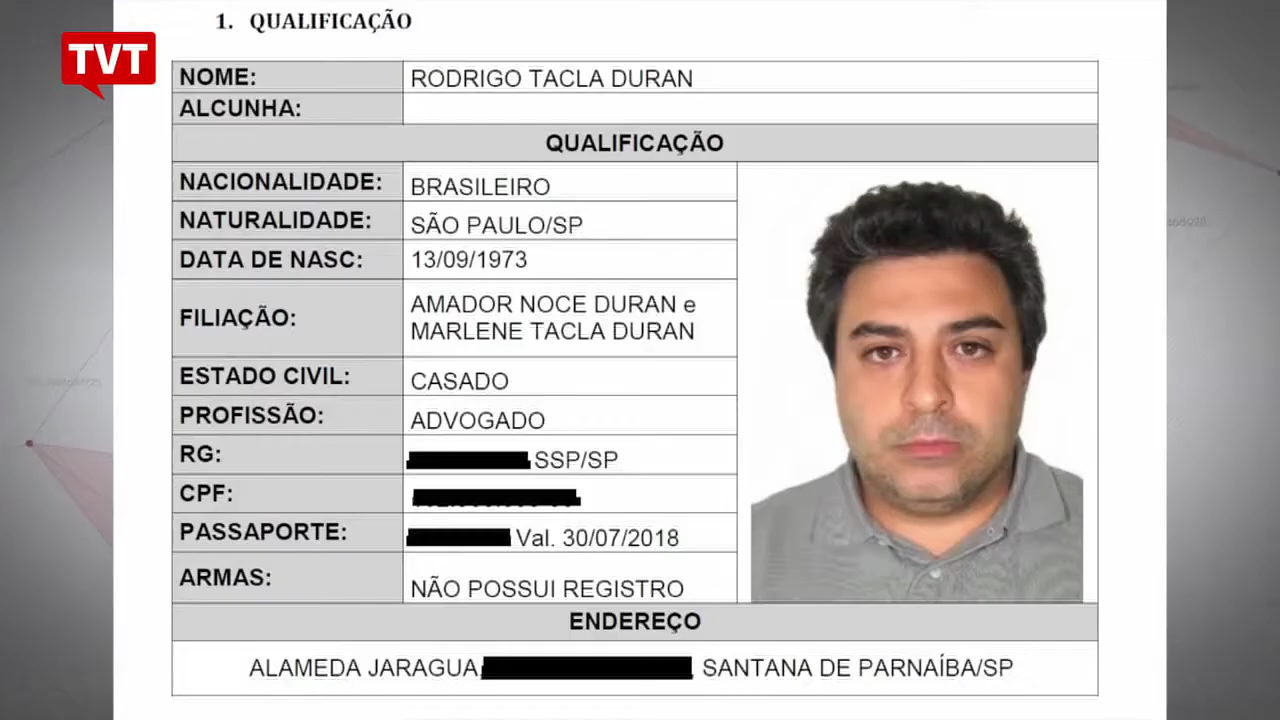 1. QUALIFICAÇÃO
TVT
NOME: RODRIGO TACLA DURAN
ALCUNHA:
QUALIFICAÇÃO
NACIONALIDADE: BRASILEIRO
NATURALIDADE: SÃO PAULO/SP
DATA DE NASC: 13/09/1973
FILIAÇÃO: AMADOR NOCE DURAN e
MARLENE TACLA DURAN
ESTADO CIVIL: CASADO
PROFISSÃO: ADVOGADO
RG: SSP/SP
CPF:
PASSAPORTE: Val. 30/07/2018
ARMAS: NÃO POSSUI REGISTRO
ENDEREÇO
ALAMEDA JARAGUA, SANTANA DE PARNAÍBA/SP